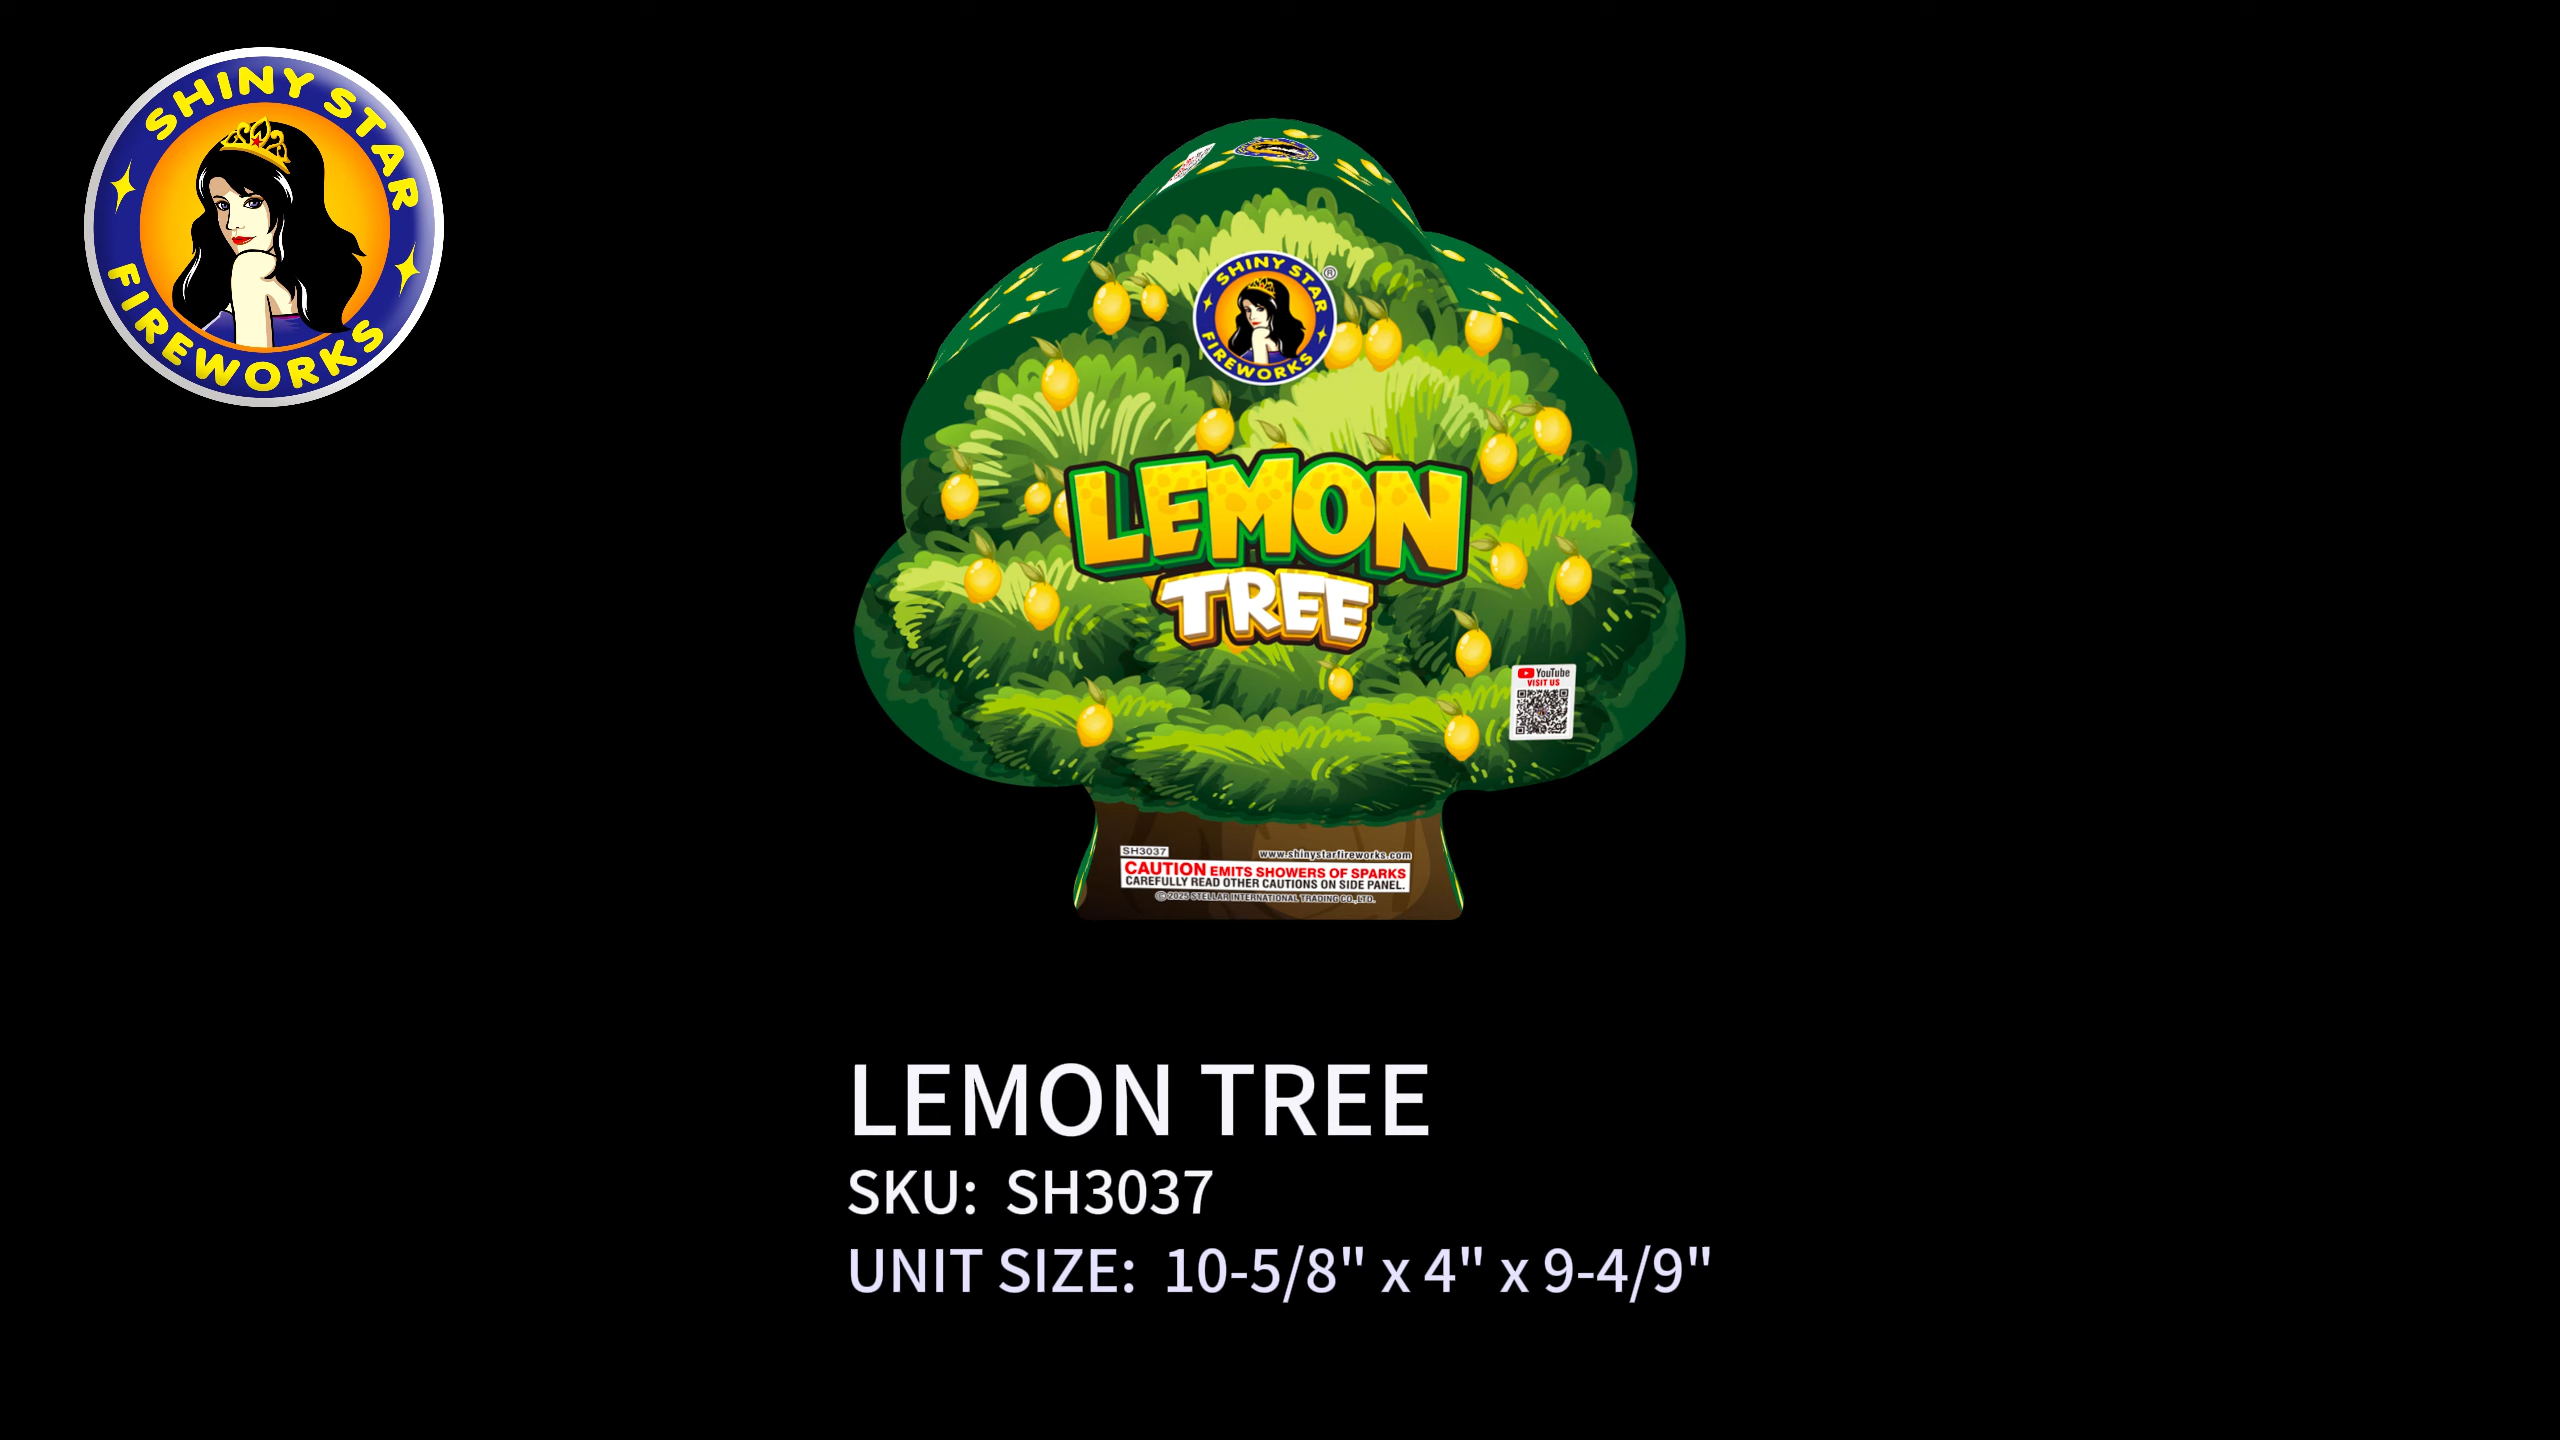 SHINY STAR
FIREWORKS
SHINY STAR ®
FIREWORKS
LEMON
TREE
YouTube
VISIT US
SH3037
www.shinystarfireworks.com
CAUTION EMITS SHOWERS OF SPARKS
CAREFULLY READ OTHER CAUTIONS ON SIDE PANEL.
©2025 STELLAR INTERNATIONAL TRADING CO.,LTD.
LEMON TREE
SKU: SH3037
UNIT SIZE: 10-5/8" x 4" x 9-4/9"